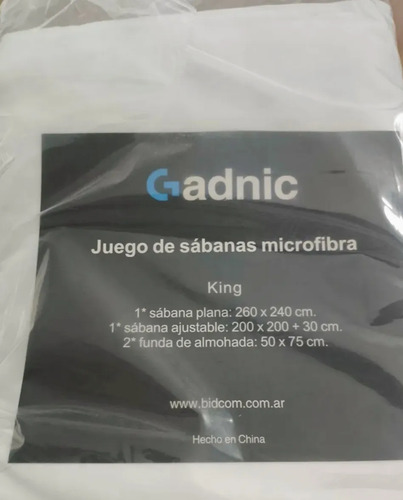 Gadnic
Juego de sábanas microfibra
King
1* sábana plana: 260 x 240 cm.
1* sábana ajustable: 200 x 200 + 30 cm.
2* funda de almohada: 50 x 75 cm.
www.bidcom.com.ar
Hecho en China